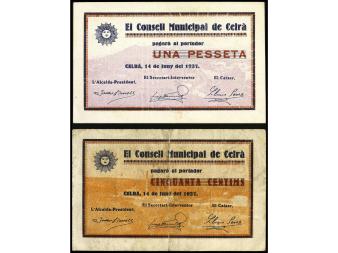 El Consell Municipal de Celrà
pagarà al portador
UNA PESSETA
CELRÀ, 14 de juny del 1937.
L'Alcalde-President, El Secretari-Interventor El Caixer,
El Consell Municipal de Celrà
pagarà al portador
CINQUANTA CENTIMS
CELRÀ, 14 de juny del 1937.
L'Alcalde-President, El Secretari-Interventor El Caixer,